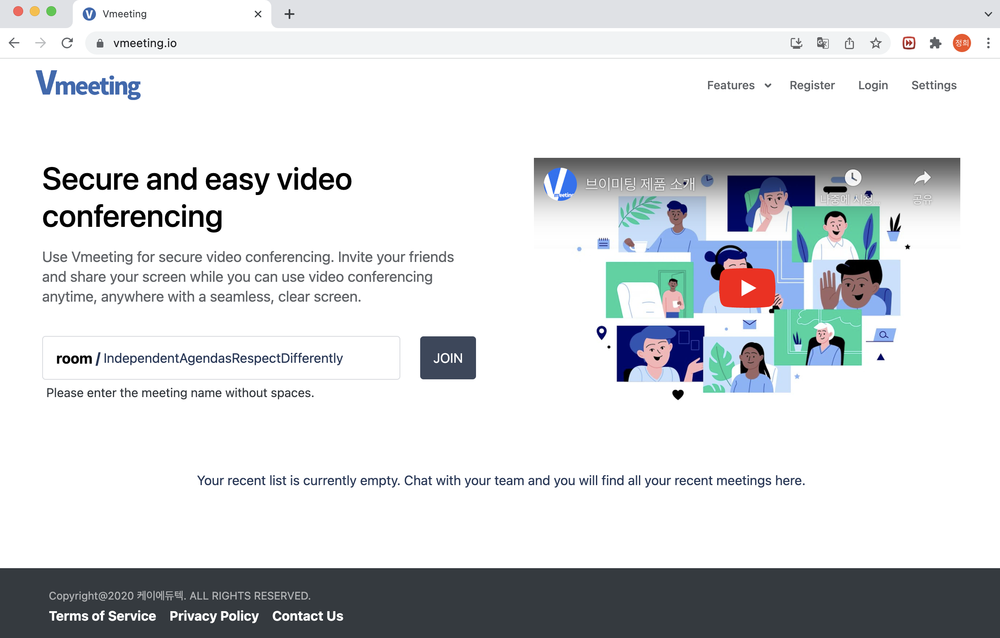 Vmeeting
vmeeting.io
정희
Vmeeting
Features Register Login Settings
Secure and easy video
conferencing
Use Vmeeting for secure video conferencing. Invite your friends
and share your screen while you can use video conferencing
anytime, anywhere with a seamless, clear screen.
room / IndependentAgendasRespectDifferently
JOIN
Please enter the meeting name without spaces.
Vmeeting
브이미팅 제품 소개
나중에 시청...
공유
Your recent list is currently empty. Chat with your team and you will find all your recent meetings here.
Copyright@2020 케이에듀텍. ALL RIGHTS RESERVED.
Terms of Service Privacy Policy Contact Us